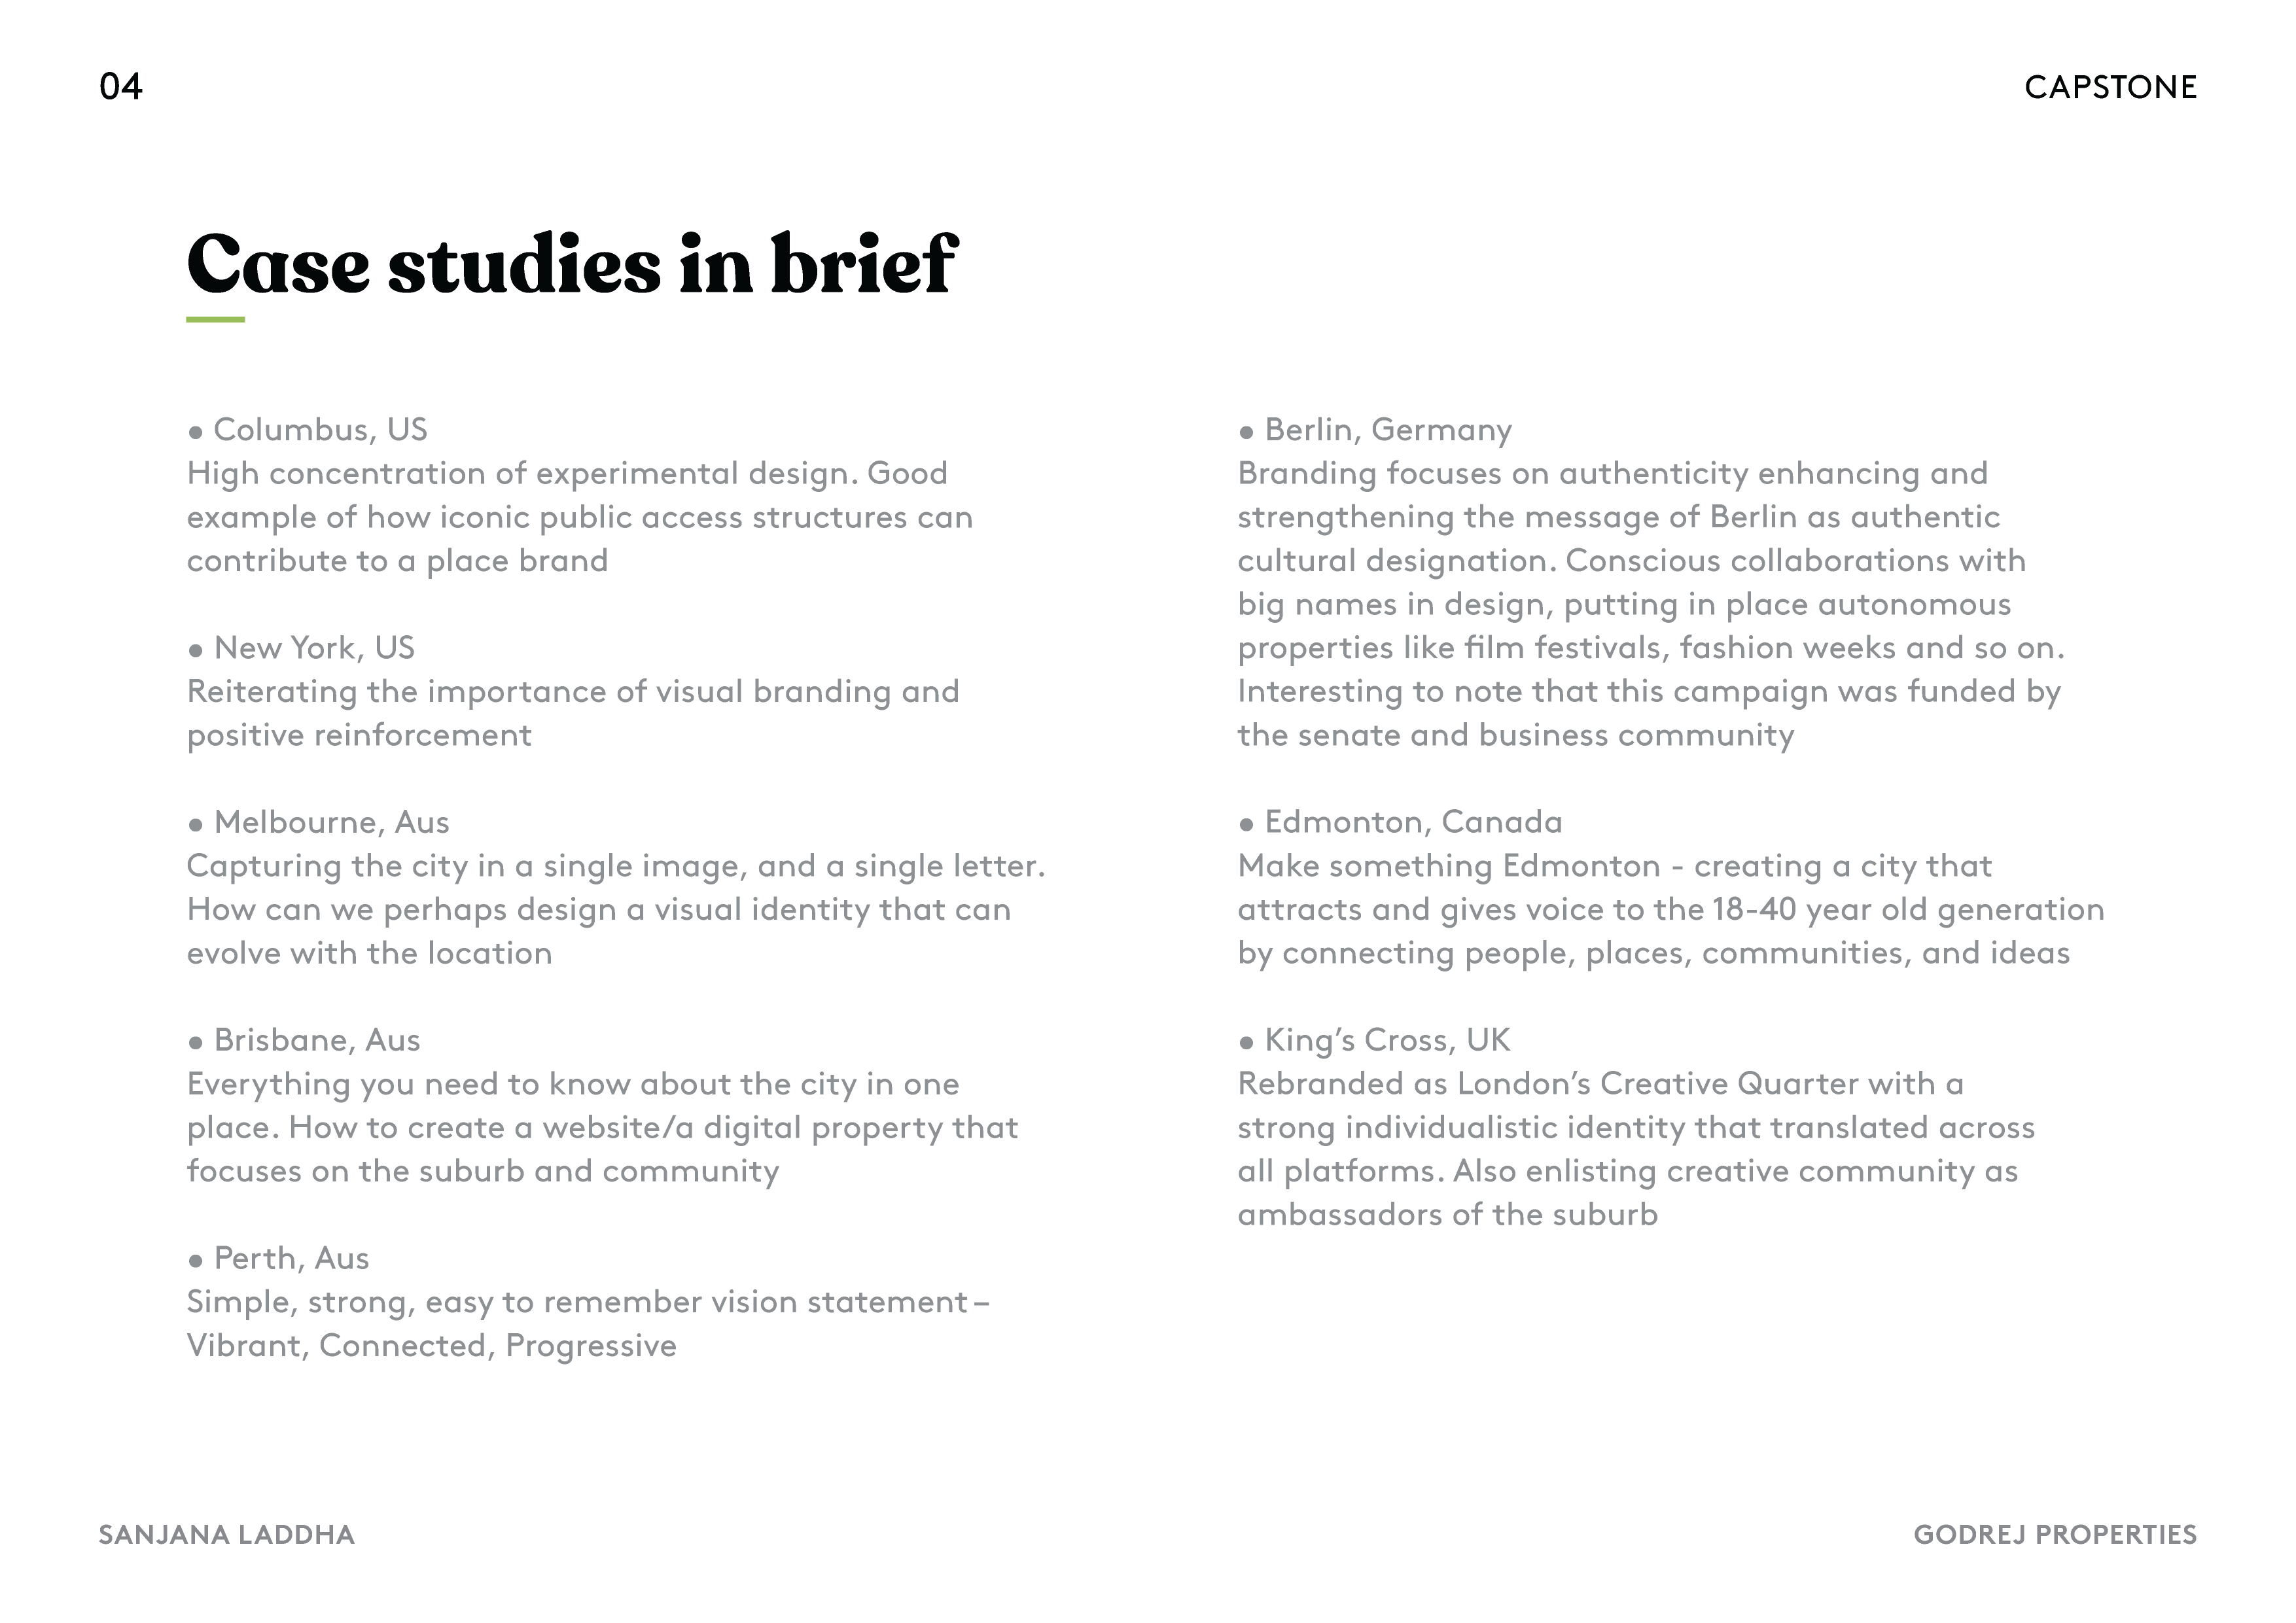 04
CAPSTONE
Case studies in brief
• Columbus, US
High concentration of experimental design. Good
example of how iconic public access structures can
contribute to a place brand
• New York, US
Reiterating the importance of visual branding and
positive reinforcement
• Melbourne, Aus
Capturing the city in a single image, and a single letter.
How can we perhaps design a visual identity that can
evolve with the location
• Brisbane, Aus
Everything you need to know about the city in one
place. How to create a website/a digital property that
focuses on the suburb and community
• Perth, Aus
Simple, strong, easy to remember vision statement –
Vibrant, Connected, Progressive
• Berlin, Germany
Branding focuses on authenticity enhancing and
strengthening the message of Berlin as authentic
cultural designation. Conscious collaborations with
big names in design, putting in place autonomous
properties like film festivals, fashion weeks and so on.
Interesting to note that this campaign was funded by
the senate and business community
• Edmonton, Canada
Make something Edmonton - creating a city that
attracts and gives voice to the 18-40 year old generation
by connecting people, places, communities, and ideas
• King’s Cross, UK
Rebranded as London’s Creative Quarter with a
strong individualistic identity that translated across
all platforms. Also enlisting creative community as
ambassadors of the suburb
SANJANA LADDHA
GODREJ PROPERTIES